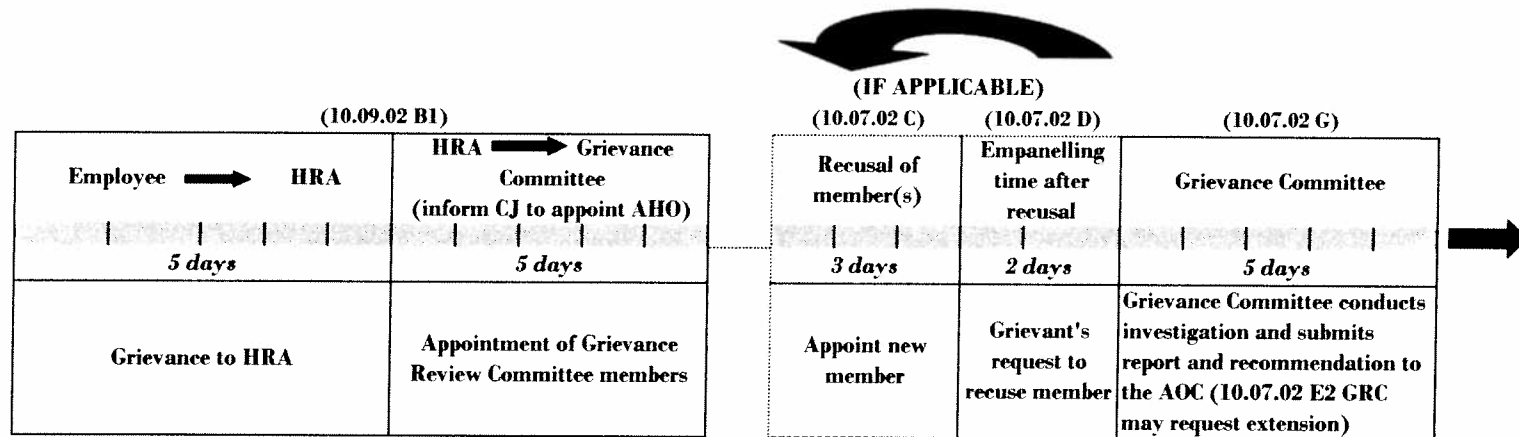 (IF APPLICABLE)
(10.09.02 B1)
(10.07.02 C)
(10.07.02 D)
(10.07.02 G)
Employee HRA
HRA Grievance
Committee
(inform CJ to appoint AHO)
Recusal of
member(s)
Empanelling
time after
recusal
Grievance Committee
5 days
5 days
3 days
2 days
5 days
Grievance to HRA
Appointment of Grievance
Review Committee members
Appoint new
member
Grievant's
request to
recuse member
Grievance Committee conducts
investigation and submits
report and recommendation to
the AOC (10.07.02 E2 GRC
may request extension)